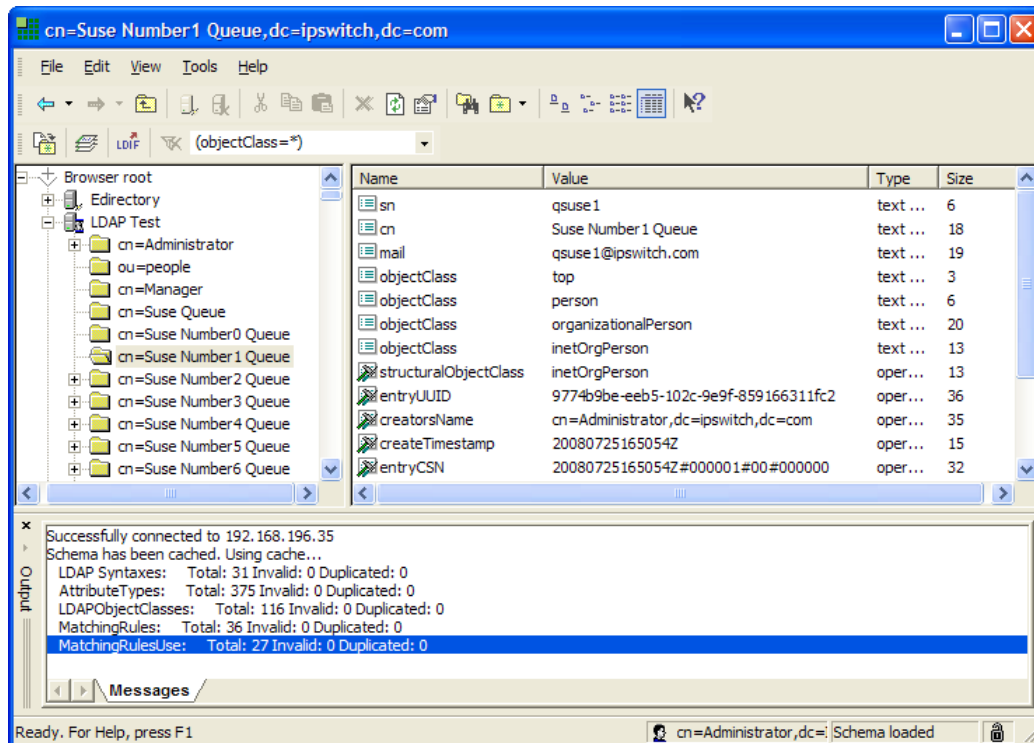 cn=Suse Number1 Queue,dc=ipswitch,dc=com
File Edit View Tools Help
LDIF (objectClass=*)
Browser root
Edirectory
LDAP Test
cn=Administrator
ou=people
cn=Manager
cn=Suse Queue
cn=Suse Number0 Queue
cn=Suse Number1 Queue
cn=Suse Number2 Queue
cn=Suse Number3 Queue
cn=Suse Number4 Queue
cn=Suse Number5 Queue
cn=Suse Number6 Queue
Name Value Type Size
sn qsuse1 text ... 6
cn Suse Number1 Queue text ... 18
mail qsuse1@ipswitch.com text ... 19
objectClass top text ... 3
objectClass person text ... 6
objectClass organizationalPerson text ... 20
objectClass inetOrgPerson text ... 13
structuralObjectClass inetOrgPerson oper... 13
entryUUID 9774b9be-eeb5-102c-9e9f-859166311fc2 oper... 36
creatorsName cn=Administrator,dc=ipswitch,dc=com oper... 35
createTimestamp 20080725165054Z oper... 15
entryCSN 20080725165054Z#000001#00#000000 oper... 32
Output
Successfully connected to 192.168.196.35
Schema has been cached. Using cache...
LDAP Syntaxes: Total: 31 Invalid: 0 Duplicated: 0
AttributeTypes: Total: 375 Invalid: 0 Duplicated: 0
LDAPObjectClasses: Total: 116 Invalid: 0 Duplicated: 0
MatchingRules: Total: 36 Invalid: 0 Duplicated: 0
MatchingRulesUse: Total: 27 Invalid: 0 Duplicated: 0
Messages
Ready. For Help, press F1 cn=Administrator,dc= Schema loaded